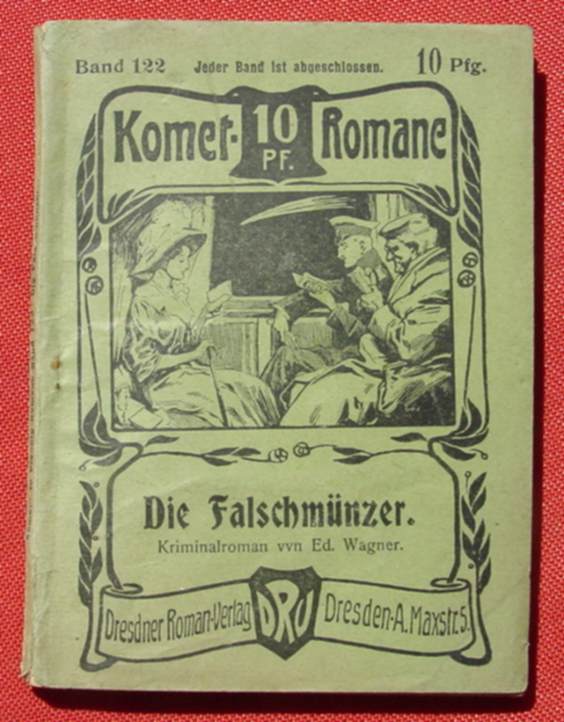 Band 122 Jeder Band ist abgeschlossen. 10 Pfg.
Komet- 10 PF. Romane
Die Falschmünzer.
Kriminalroman vvn Ed. Wagner.
Dresdner Roman-Verlag DRV Dresden-A. Maxstr. 5.